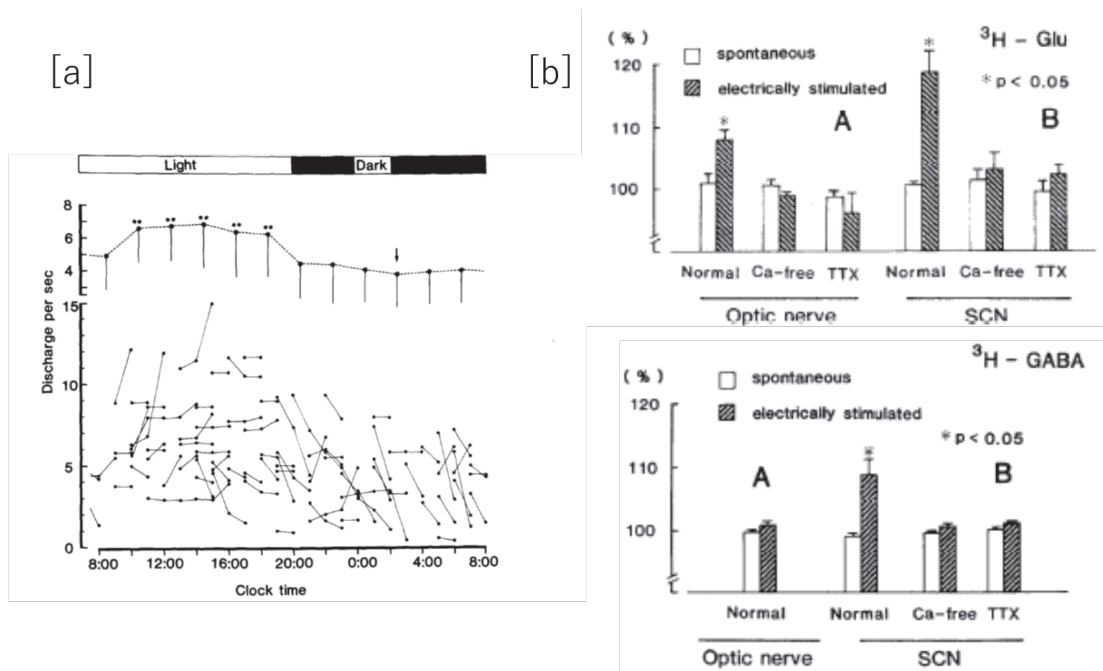 [a]
Light
Dark
8
6
4
2
15
10
5
0
Discharge per sec
8:00
12:00
16:00
20:00
0:00
4:00
8:00
Clock time
[b]
(%)
³H – Glu
spontaneous
electrically stimulated
* p < 0.05
120
110
100
*
*
A
B
Normal
Ca-free
TTX
Normal
Ca-free
TTX
Optic nerve
SCN
³H – GABA
(%)
spontaneous
electrically stimulated
* p < 0.05
120
110
100
*
A
B
Normal
Normal
Ca-free
TTX
Optic nerve
SCN